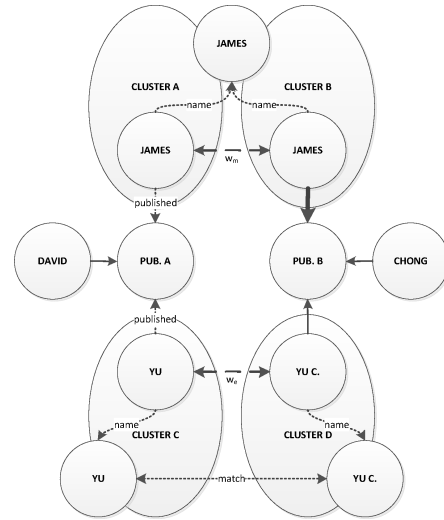 JAMES
CLUSTER A
CLUSTER B
name
name
JAMES
JAMES
wm
published
DAVID
PUB. A
PUB. B
CHONG
published
YU
YU C.
we
name
name
CLUSTER C
CLUSTER D
YU
match
YU C.